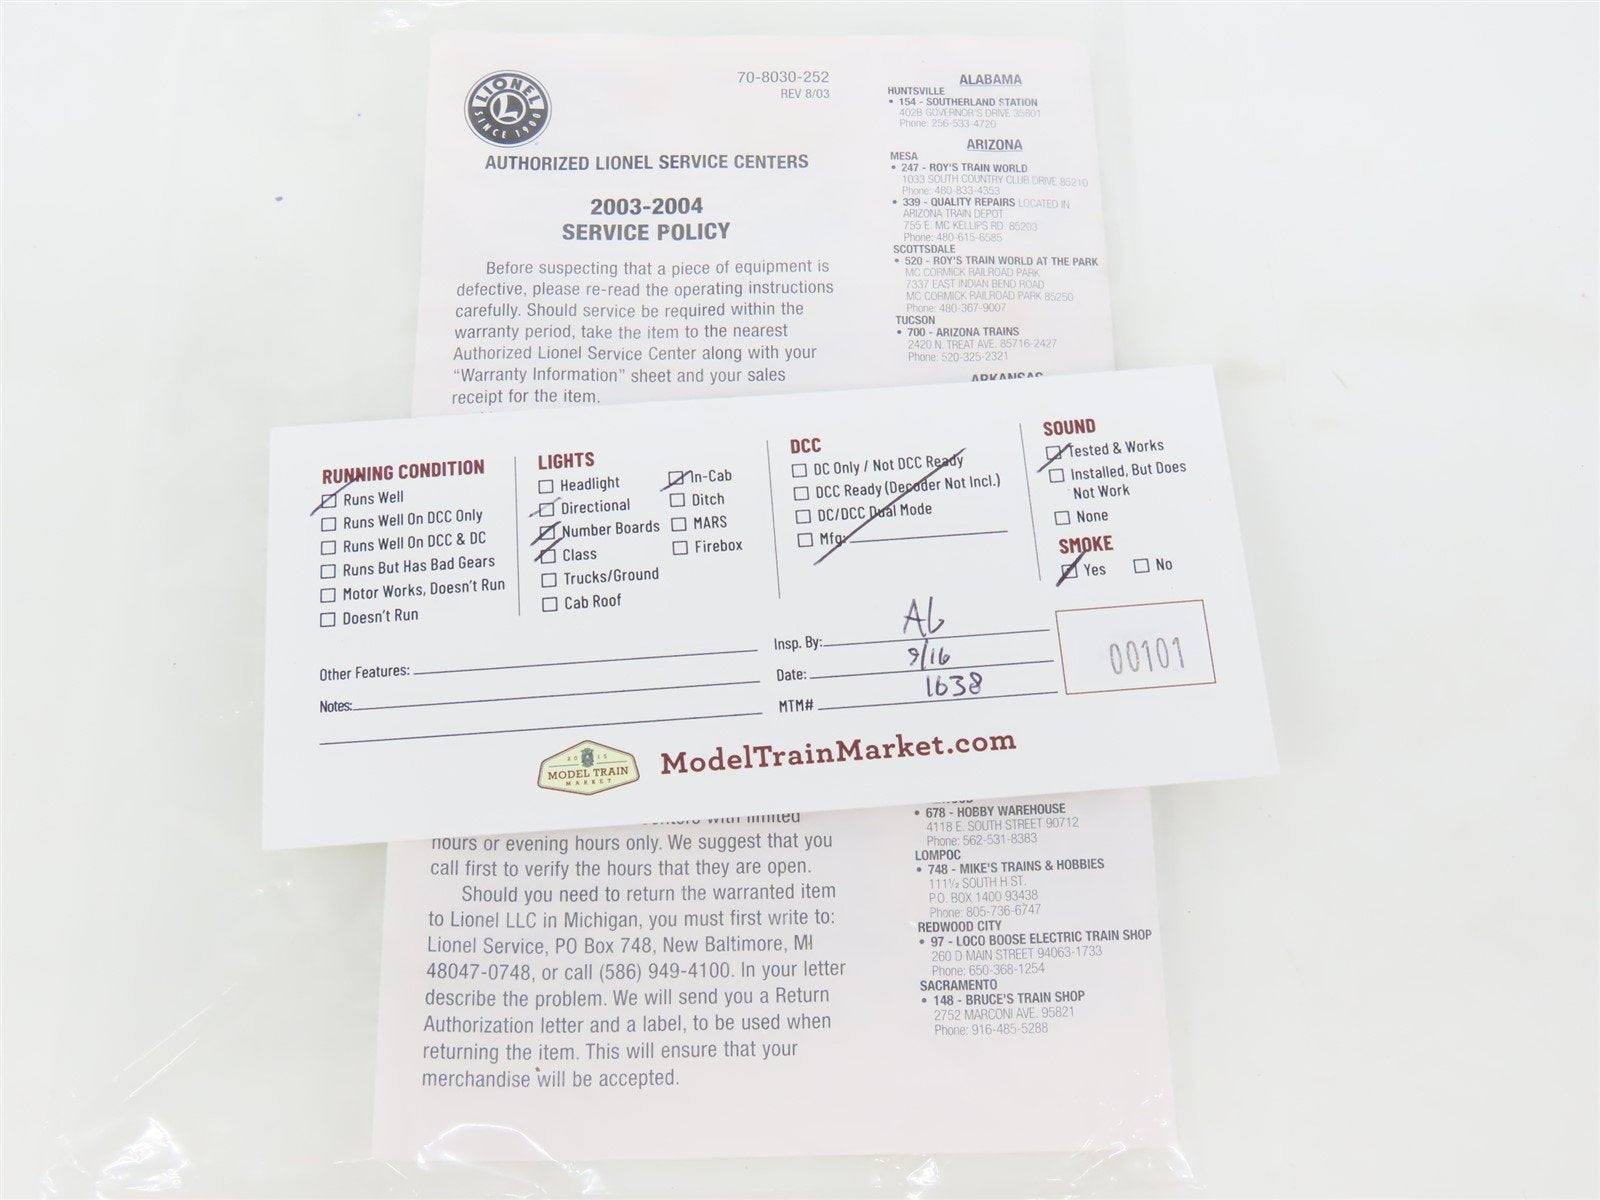 LIONEL
SINCE 1900
70-8030-252
REV 8/03
AUTHORIZED LIONEL SERVICE CENTERS
2003-2004
SERVICE POLICY
Before suspecting that a piece of equipment is
defective, please re-read the operating instructions
carefully. Should service be required within the
warranty period, take the item to the nearest
Authorized Lionel Service Center along with your
"Warranty Information" sheet and your sales
receipt for the item.
ALABAMA
HUNTSVILLE
• 154 - SOUTHERLAND STATION
402B GOVERNOR'S DRIVE 35801
Phone: 256-533-4720
ARIZONA
MESA
• 247 - ROY'S TRAIN WORLD
1033 SOUTH COUNTRY CLUB DRIVE 85210
Phone: 480-833-4353
• 339 - QUALITY REPAIRS LOCATED IN
ARIZONA TRAIN DEPOT
755 E. MC KELLIPS RD. 85203
Phone: 480-615-6585
SCOTTSDALE
• 520 - ROY'S TRAIN WORLD AT THE PARK
MC CORMICK RAILROAD PARK
7337 EAST INDIAN BEND ROAD
MC CORMICK RAILROAD PARK 85250
Phone: 480-367-9007
TUCSON
• 700 - ARIZONA TRAINS
2420 N. TREAT AVE. 85716-2427
Phone: 520-325-2321
ARKANSAS
RUNNING CONDITION
Runs Well
Runs Well On DCC Only
Runs Well On DCC & DC
Runs But Has Bad Gears
Motor Works, Doesn't Run
Doesn't Run
LIGHTS
Headlight
Directional
Number Boards
Class
Trucks/Ground
Cab Roof
In-Cab
Ditch
MARS
Firebox
DCC
DC Only / Not DCC Ready
DCC Ready (Decoder Not Incl.)
DC/DCC Dual Mode
Mfg:
SOUND
Tested & Works
Installed, But Does
Not Work
None
SMOKE
Yes
No
Other Features:
Notes:
Insp. By: AG
Date: 9/16
MTM# 1638
00101
2015
MODEL TRAIN
MARKET
ModelTrainMarket.com
with limited
hours or evening hours only. We suggest that you
call first to verify the hours that they are open.
Should you need to return the warranted item
to Lionel LLC in Michigan, you must first write to:
Lionel Service, PO Box 748, New Baltimore, MI
48047-0748, or call (586) 949-4100. In your letter
describe the problem. We will send you a Return
Authorization letter and a label, to be used when
returning the item. This will ensure that your
merchandise will be accepted.
• 678 - HOBBY WAREHOUSE
4118 E. SOUTH STREET 90712
Phone: 562-531-8383
LOMPOC
• 748 - MIKE'S TRAINS & HOBBIES
111½ SOUTH H ST.
P.O. BOX 1400 93438
Phone: 805-736-6747
REDWOOD CITY
• 97 - LOCO BOOSE ELECTRIC TRAIN SHOP
260 D MAIN STREET 94063-1733
Phone: 650-368-1254
SACRAMENTO
• 148 - BRUCE'S TRAIN SHOP
2752 MARCONI AVE. 95821
Phone: 916-485-5288